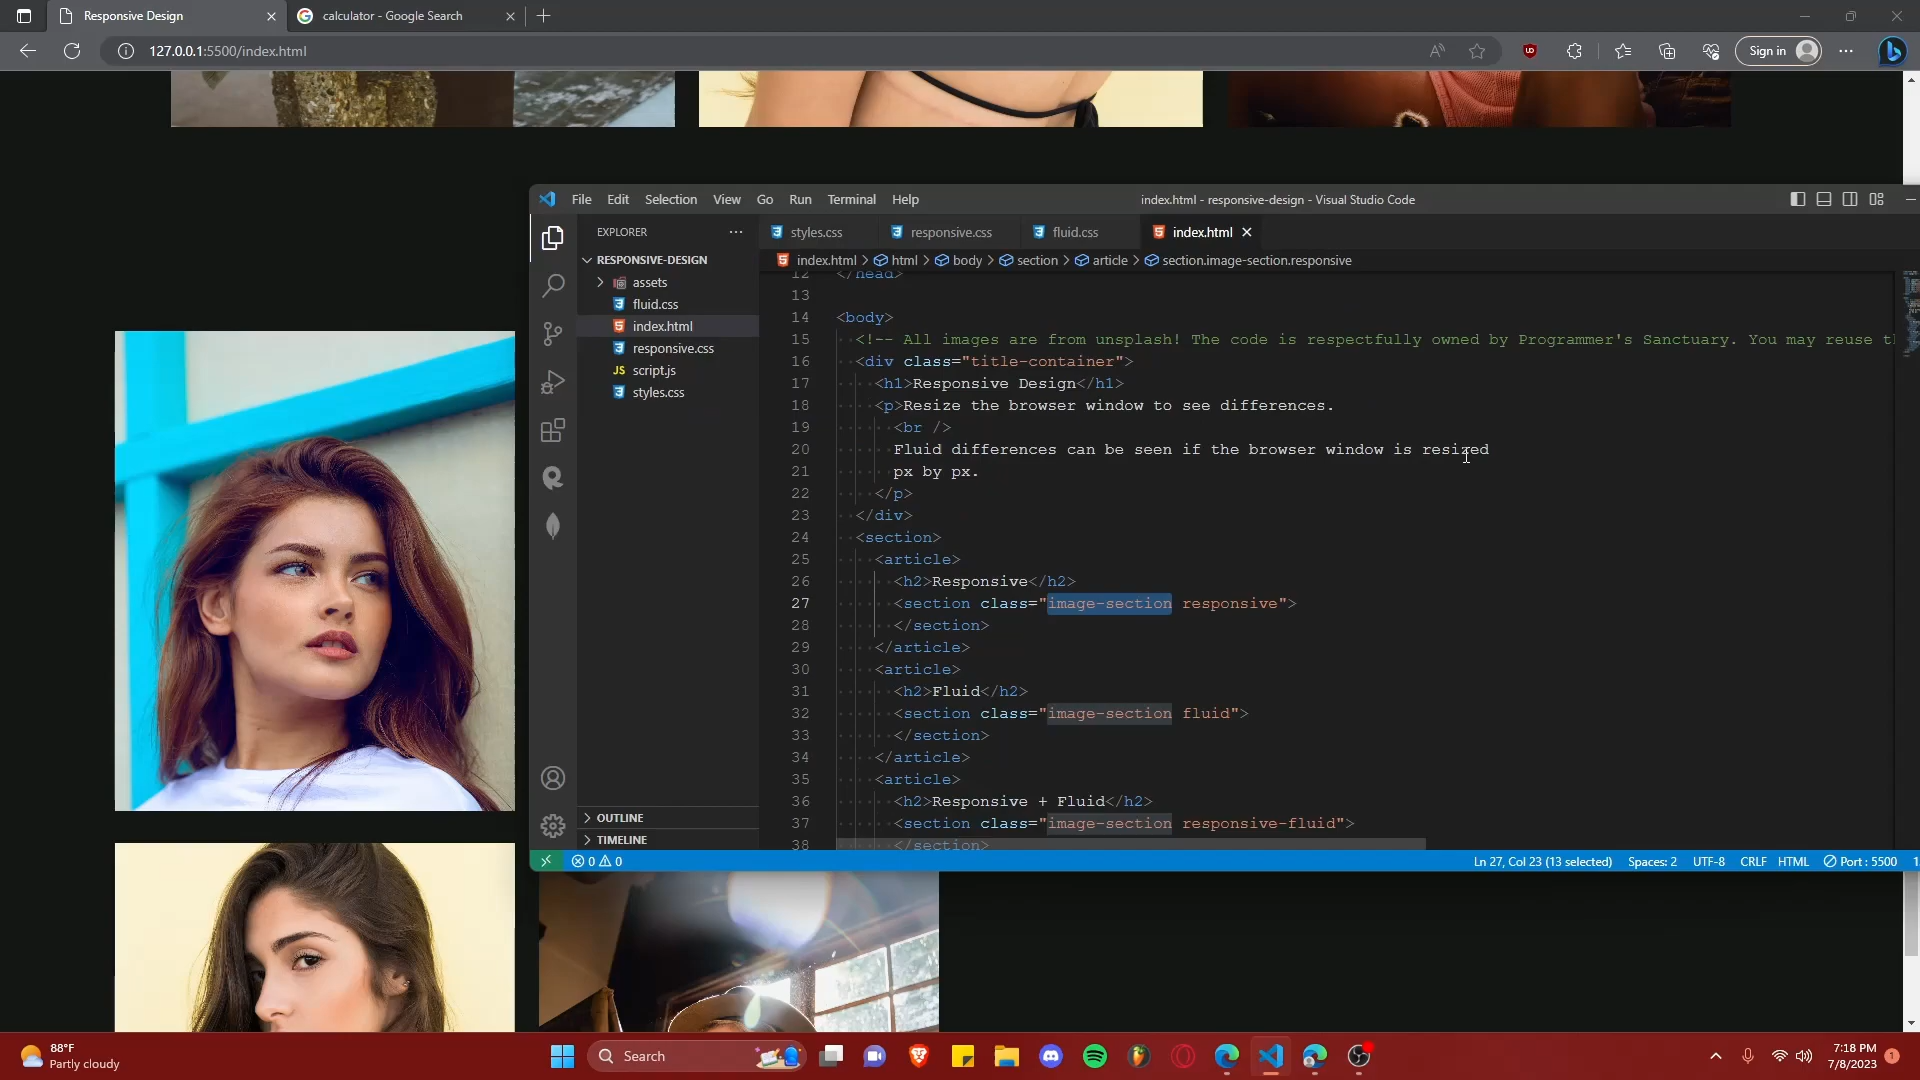 Responsive Design
calculator - Google Search
127.0.0.1:5500/index.html
Sign in
File Edit Selection View Go Run Terminal Help
index.html - responsive-design - Visual Studio Code
EXPLORER
styles.css
responsive.css
fluid.css
index.html
RESPONSIVE-DESIGN
index.html > html > body > section > article > section.image-section.responsive
assets
fluid.css
index.html
responsive.css
JS script.js
styles.css
12 </head>
13
14 <body>
15 <!-- All images are from unsplash! The code is respectfully owned by Programmer's Sanctuary. You may reuse
16 <div class="title-container">
17 <h1>Responsive Design</h1>
18 <p>Resize the browser window to see differences.
19 <br />
20 Fluid differences can be seen if the browser window is resized
21 px by px.
22 </p>
23 </div>
24 <section>
25 <article>
26 <h2>Responsive</h2>
27 <section class="image-section responsive">
28 </section>
29 </article>
30 <article>
31 <h2>Fluid</h2>
32 <section class="image-section fluid">
33 </section>
34 </article>
35 <article>
36 <h2>Responsive + Fluid</h2>
37 <section class="image-section responsive-fluid">
38 </section>
OUTLINE
TIMELINE
0 0
Ln 27, Col 23 (13 selected) Spaces: 2 UTF-8 CRLF HTML Port : 5500
88°F
Partly cloudy
Search
7:18 PM
7/8/2023
1